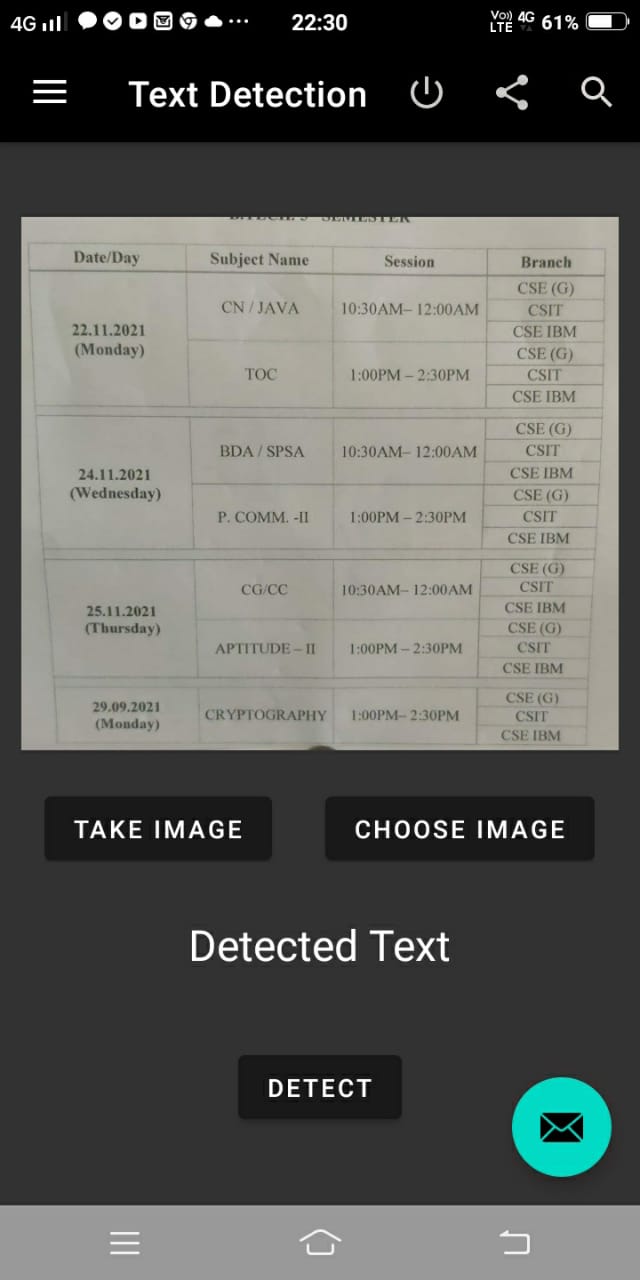 4G 22:30 Vo) LTE 4G 61%
Text Detection
B.TECH. 5 SEMESTER
Date/Day Subject Name Session Branch
22.11.2021 (Monday) CN / JAVA 10:30AM– 12:00AM CSE (G)
CSIT
CSE IBM
TOC 1:00PM – 2:30PM CSE (G)
CSIT
CSE IBM
24.11.2021 (Wednesday) BDA / SPSA 10:30AM– 12:00AM CSE (G)
CSIT
CSE IBM
P. COMM. -II 1:00PM – 2:30PM CSE (G)
CSIT
CSE IBM
25.11.2021 (Thursday) CG/CC 10:30AM– 12:00AM CSE (G)
CSIT
CSE IBM
APTITUDE – II 1:00PM – 2:30PM CSE (G)
CSIT
CSE IBM
29.09.2021 (Monday) CRYPTOGRAPHY 1:00PM– 2:30PM CSE (G)
CSIT
CSE IBM
TAKE IMAGE CHOOSE IMAGE
Detected Text
DETECT